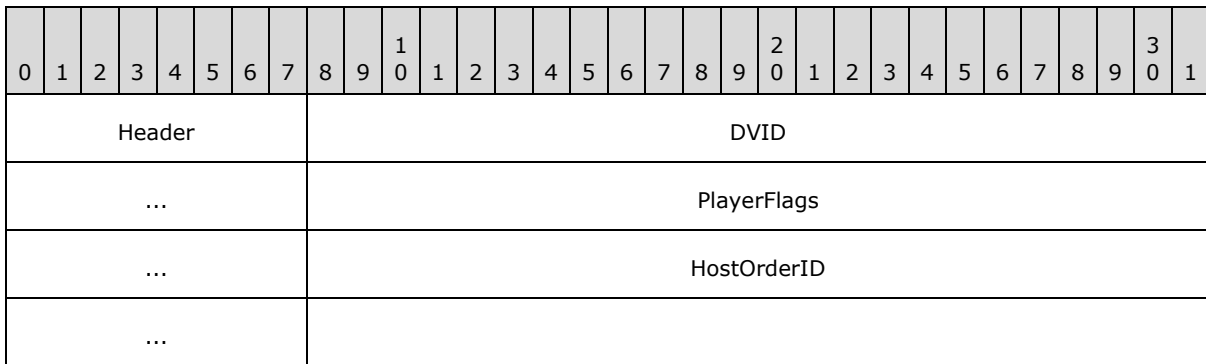 0 1 2 3 4 5 6 7 8 9 1 0 1 2 3 4 5 6 7 8 9 2 0 1 2 3 4 5 6 7 8 9 3 0 1
Header DVID
... PlayerFlags
... HostOrderID
...